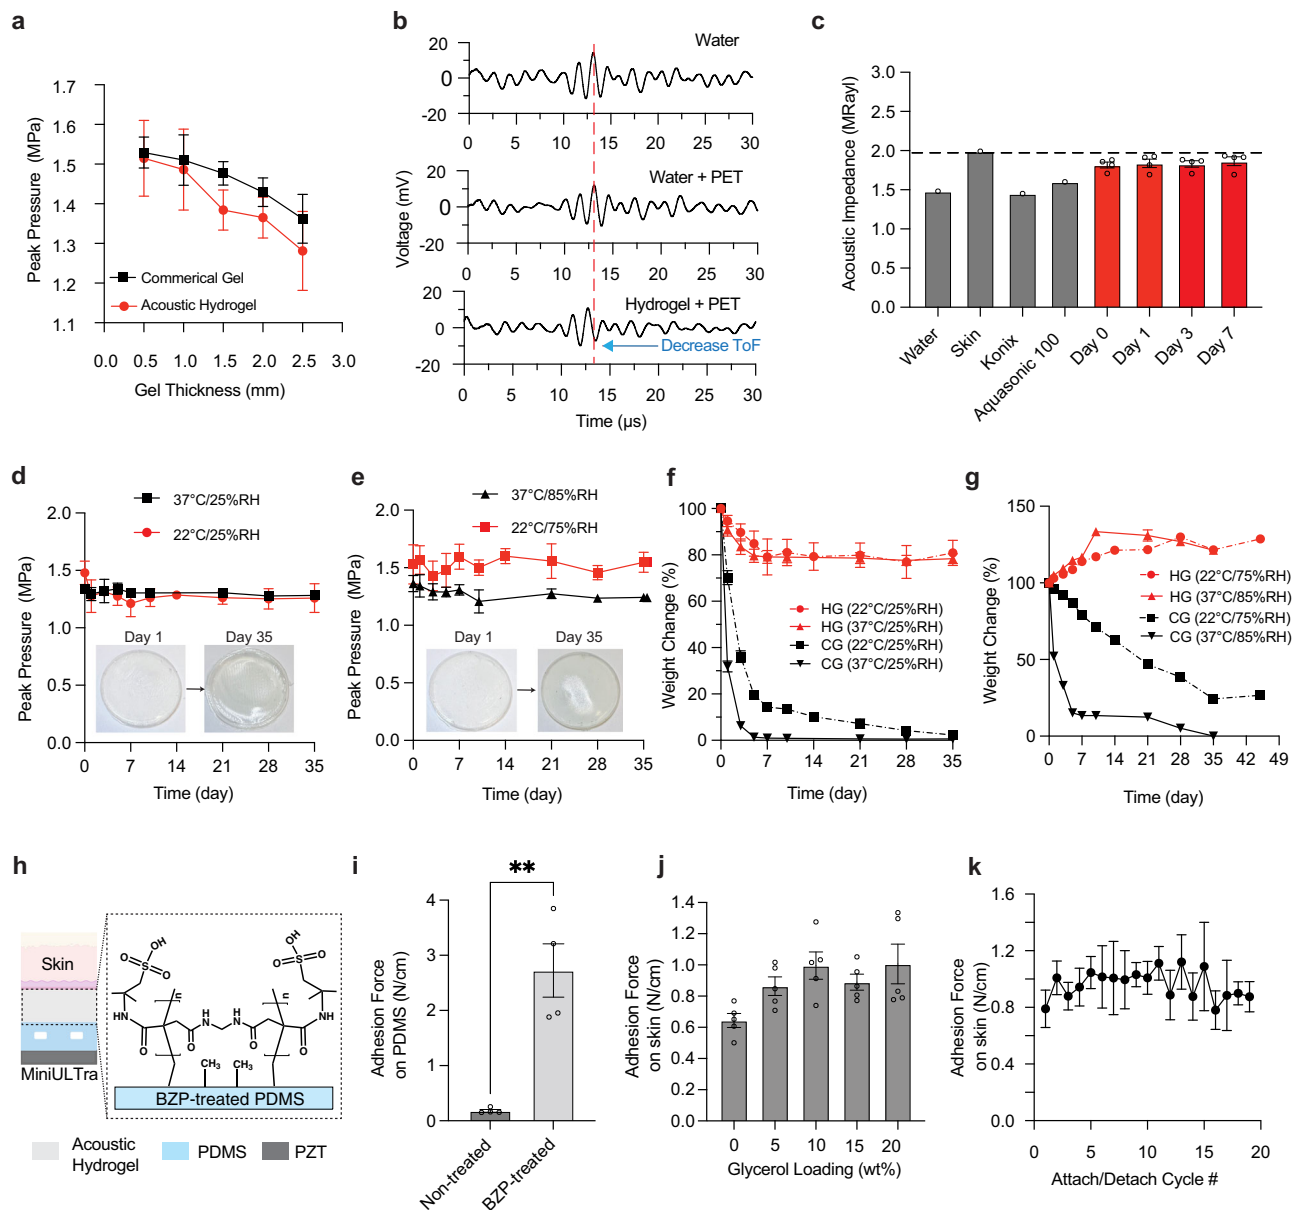 a
Peak Pressure (MPa)
1.7
1.6
1.5
1.4
1.3
1.2
1.1
Commerical Gel
Acoustic Hydrogel
0.0 0.5 1.0 1.5 2.0 2.5 3.0
Gel Thickness (mm)
b
Voltage (mV)
Water
20
0
-20
0 5 10 15 20 25 30
Water + PET
20
0
-20
0 5 10 15 20 25 30
Hydrogel + PET
20
0
-20
Decrease ToF
0 5 10 15 20 25 30
Time (µs)
c
Acoustic Impedance (MRayl)
3.0
2.5
2.0
1.5
1.0
0.5
0.0
Water
Skin
Konix
Aquasonic 100
Day 0
Day 1
Day 3
Day 7
d
37°C/25%RH
22°C/25%RH
Peak Pressure (MPa)
2.0
1.5
1.0
0.5
0.0
Day 1
Day 35
0 7 14 21 28 35
Time (day)
e
37°C/85%RH
22°C/75%RH
Peak Pressure (MPa)
2.0
1.5
1.0
0.5
0.0
Day 1
Day 35
0 7 14 21 28 35
Time (day)
f
Weight Change (%)
100
80
60
40
20
0
HG (22°C/25%RH)
HG (37°C/25%RH)
CG (22°C/25%RH)
CG (37°C/25%RH)
0 7 14 21 28 35
Time (day)
g
Weight Change (%)
150
100
50
0
HG (22°C/75%RH)
HG (37°C/85%RH)
CG (22°C/75%RH)
CG (37°C/85%RH)
0 7 14 21 28 35 42 49
Time (day)
h
Skin
MiniULTra
OH
O
S
O
NH
O
n
H
N
O
O
H
N
n
O
HN
O
S
O
OH
CH3 CH3
BZP-treated PDMS
Acoustic
Hydrogel
PDMS
PZT
i
**
Adhesion Force
on PDMS (N/cm)
4
3
2
1
0
Non-treated
BZP-treated
j
Adhesion Force
on skin (N/cm)
1.4
1.2
1.0
0.8
0.6
0.4
0.2
0.0
0 5 10 15 20
Glycerol Loading (wt%)
k
Adhesion Force
on skin (N/cm)
1.6
1.4
1.0
0.6
0.2
0
0 5 10 15 20
Attach/Detach Cycle #